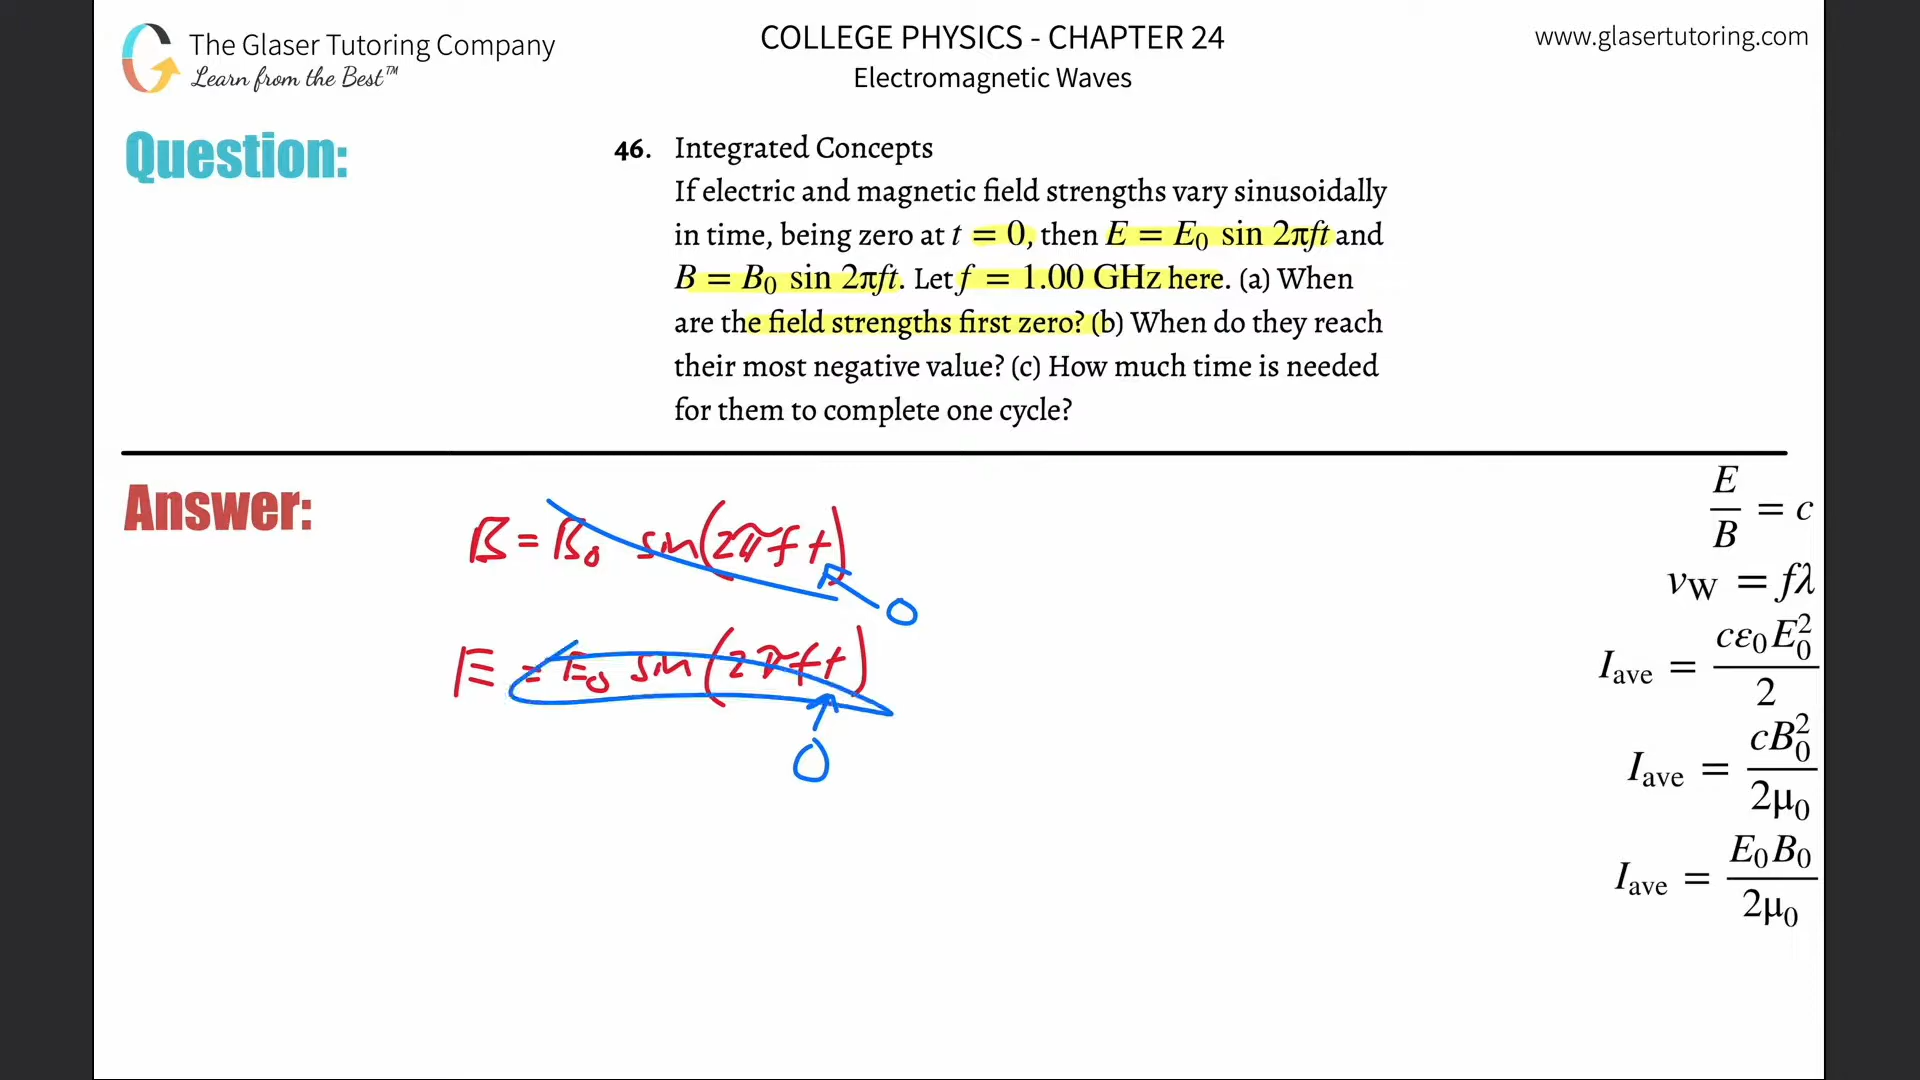 The Glaser Tutoring Company
Learn from the Best™
COLLEGE PHYSICS - CHAPTER 24
Electromagnetic Waves
www.glasertutoring.com
Question:
46. Integrated Concepts
If electric and magnetic field strengths vary sinusoidally
in time, being zero at t = 0, then E = E₀ sin 2πft and
B = B₀ sin 2πft. Let f = 1.00 GHz here. (a) When
are the field strengths first zero? (b) When do they reach
their most negative value? (c) How much time is needed
for them to complete one cycle?
Answer:
B = B₀ sin(2πft)
0
E = E₀ sin(2πft)
0
E/B = c
v_W = fλ
I_ave = cε₀E₀²/2
I_ave = cB₀²/2μ₀
I_ave = E₀B₀/2μ₀